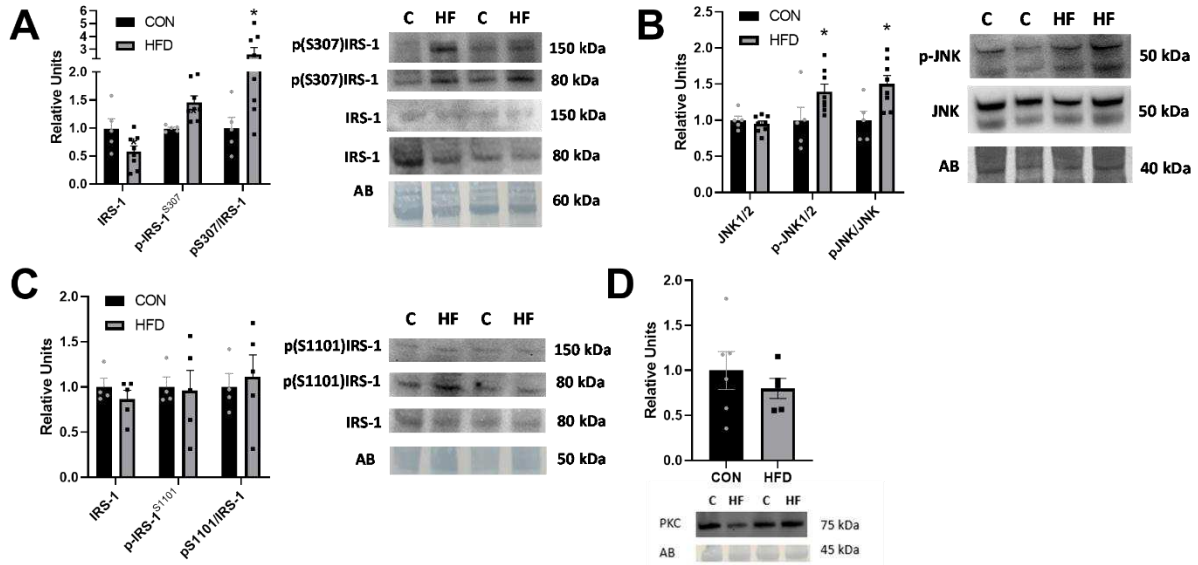 A
6
5
4
3
2
2.0
1.5
1.0
0.5
0.0
Relative Units
CON
HFD
*
IRS-1
p-IRS-1^S307
pS307/IRS-1
C HF C HF
p(S307)IRS-1 150 kDa
p(S307)IRS-1 80 kDa
IRS-1 150 kDa
IRS-1 80 kDa
AB 60 kDa
B
2.5
2.0
1.5
1.0
0.5
0.0
Relative Units
CON
HFD
*
*
JNK1/2
p-JNK1/2
pJNK/JNK
C C HF HF
p-JNK 50 kDa
JNK 50 kDa
AB 40 kDa
C
2.0
1.5
1.0
0.5
0.0
Relative Units
CON
HFD
IRS-1
p-IRS-1^S1101
pS1101/IRS-1
C HF C HF
p(S1101)IRS-1 150 kDa
p(S1101)IRS-1 80 kDa
IRS-1 80 kDa
AB 50 kDa
D
2.0
1.5
1.0
0.5
0.0
Relative Units
CON HFD
C HF C HF
PKC 75 kDa
AB 45 kDa